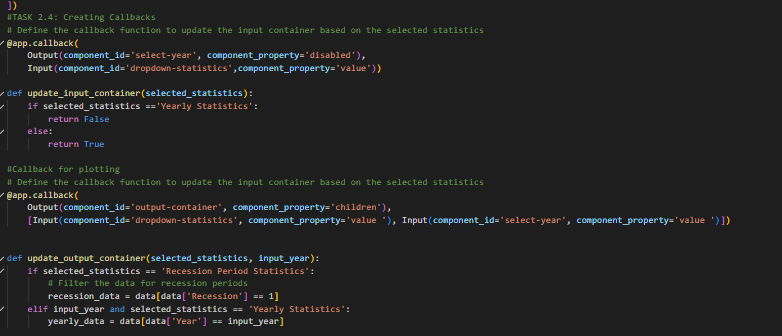 ])
#TASK 2.4: Creating Callbacks
# Define the callback function to update the input container based on the selected statistics
@app.callback(
    Output(component_id='select-year', component_property='disabled'),
    Input(component_id='dropdown-statistics',component_property='value'))

def update_input_container(selected_statistics):
    if selected_statistics =='Yearly Statistics':
        return False
    else:
        return True

#Callback for plotting
# Define the callback function to update the input container based on the selected statistics
@app.callback(
    Output(component_id='output-container', component_property='children'),
    [Input(component_id='dropdown-statistics', component_property='value '), Input(component_id='select-year', component_property='value ')])


def update_output_container(selected_statistics, input_year):
    if selected_statistics == 'Recession Period Statistics':
        # Filter the data for recession periods
        recession_data = data[data['Recession'] == 1]
    elif input_year and selected_statistics == 'Yearly Statistics':
        yearly_data = data[data['Year'] == input_year]